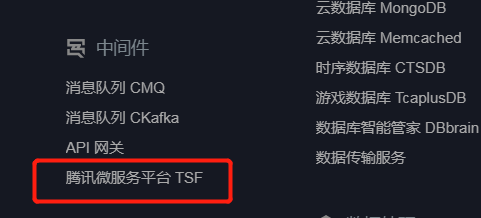 中间件
消息队列 CMQ
消息队列 CKafka
API 网关
腾讯微服务平台 TSF
云数据库 MongoDB
云数据库 Memcached
时序数据库 CTSDB
游戏数据库 TcaplusDB
数据库智能管家 DBbrain
数据传输服务